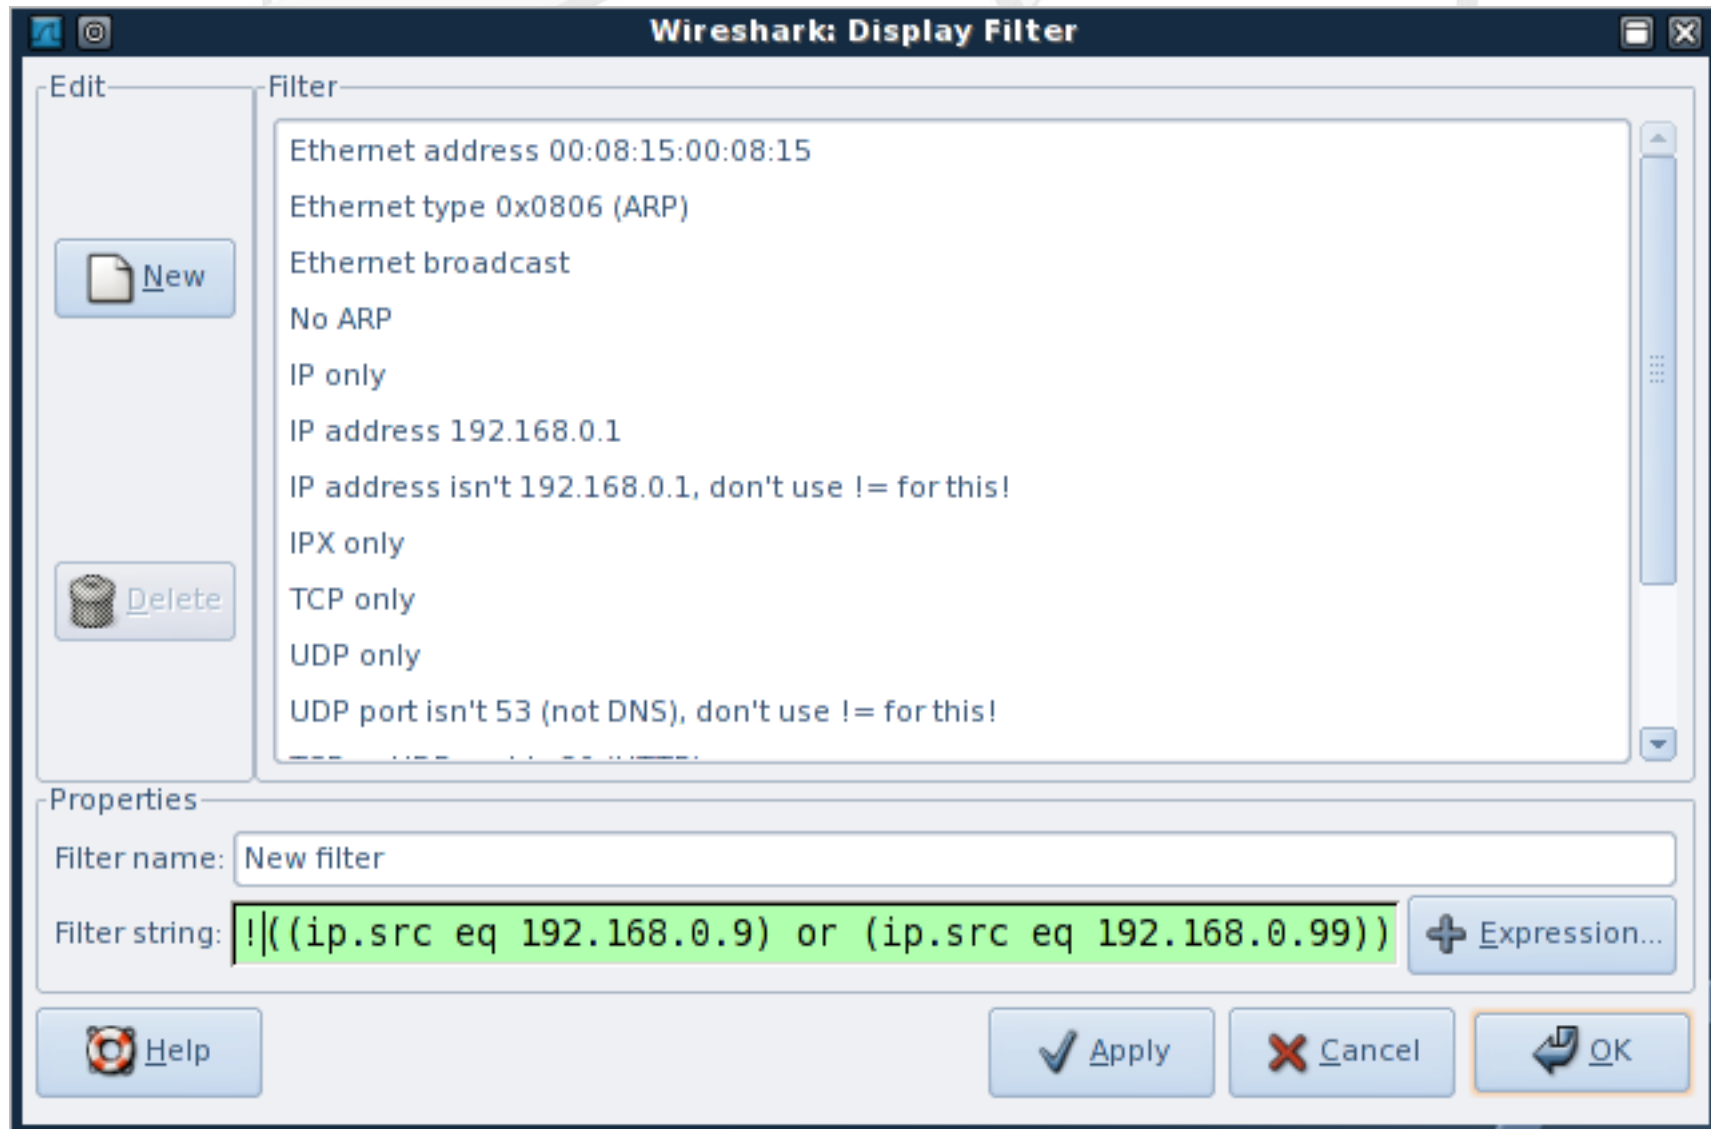 Wireshark: Display Filter
Edit
Filter
Ethernet address 00:08:15:00:08:15
Ethernet type 0x0806 (ARP)
Ethernet broadcast
New
No ARP
IP only
IP address 192.168.0.1
IP address isn't 192.168.0.1, don't use != for this!
IPX only
Delete
TCP only
UDP only
UDP port isn't 53 (not DNS), don't use != for this!
Properties
Filter name: New filter
Filter string: !((ip.src eq 192.168.0.9) or (ip.src eq 192.168.0.99)) Expression...
Help Apply Cancel OK